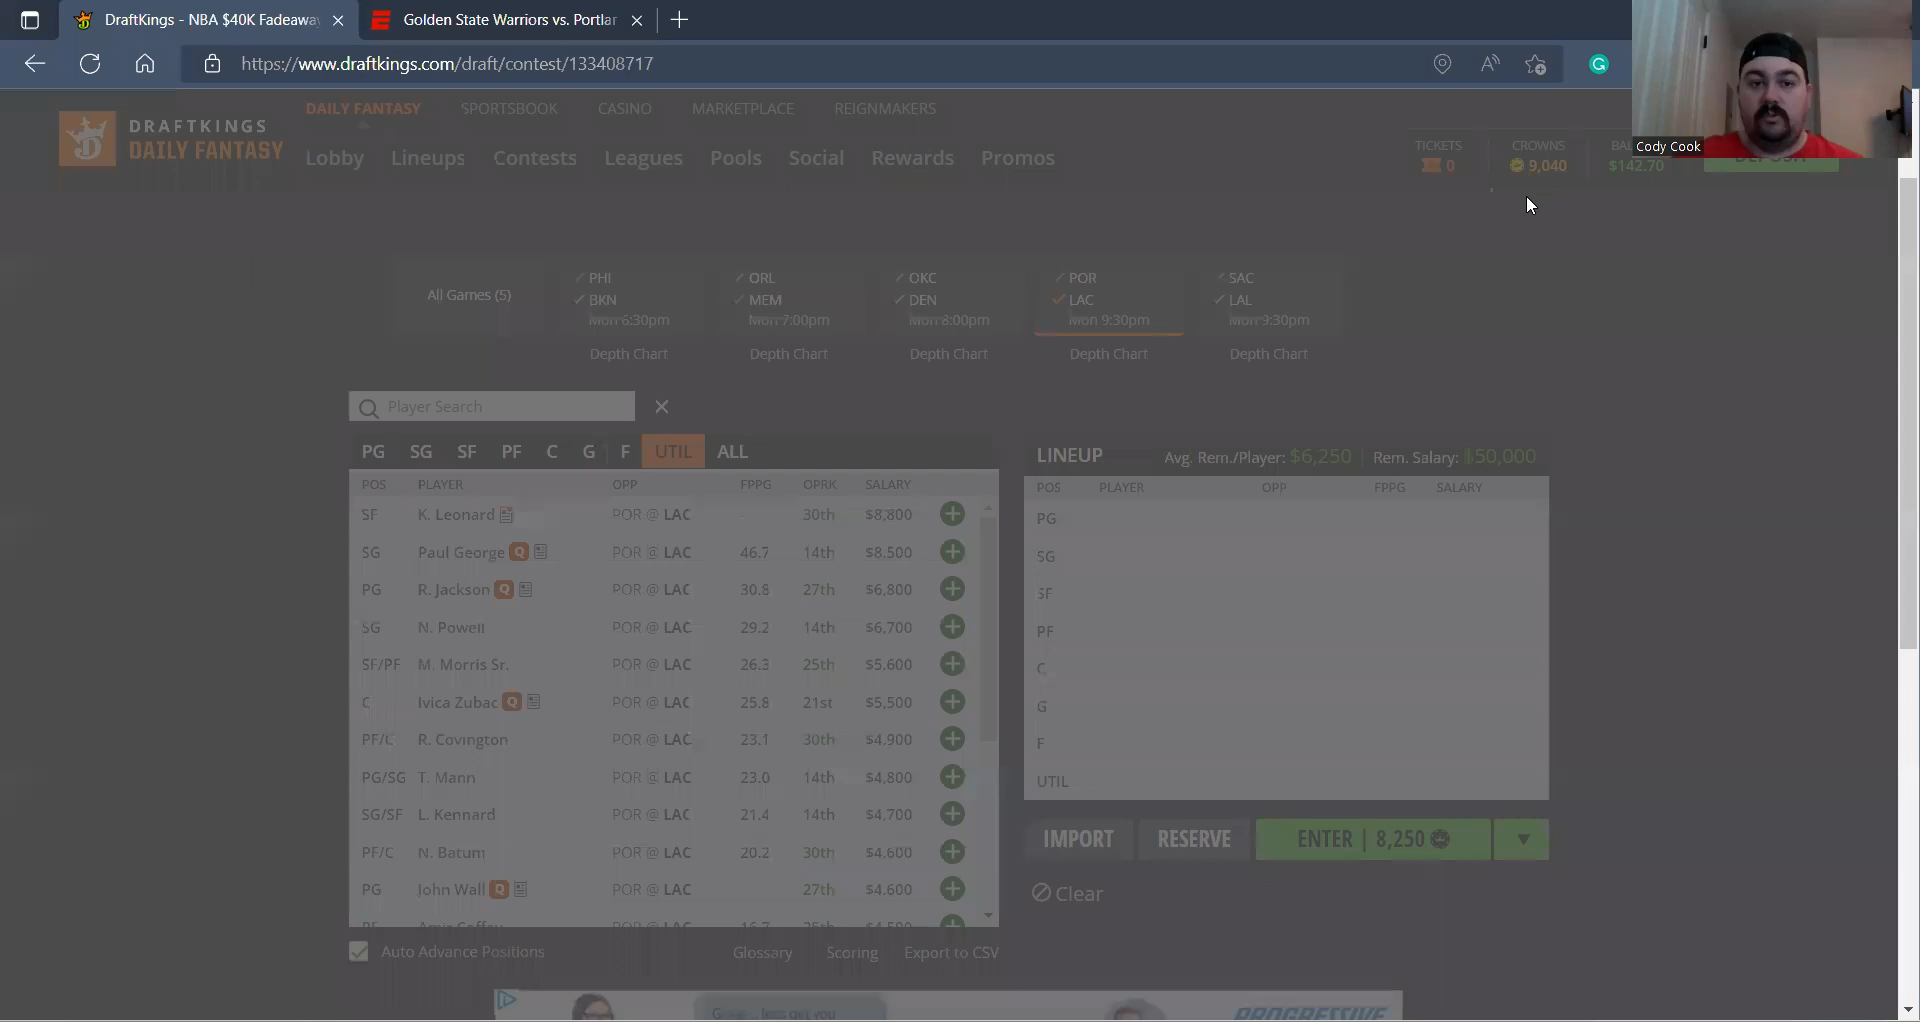 DraftKings - NBA $40K Fadeaway
Golden State Warriors vs. Portlar
https://www.draftkings.com/draft/contest/133408717
Cody Cook
DAILY FANTASY SPORTSBOOK CASINO MARKETPLACE REIGNMAKERS
DRAFTKINGS
DAILY FANTASY
Lobby Lineups Contests Leagues Pools Social Rewards Promos
TICKETS 0
CROWNS 9,040
$142.70
All Games (5)
PHI
BKN
Mon 6:30pm
Depth Chart
ORL
MEM
Mon 7:00pm
Depth Chart
OKC
DEN
Mon 8:00pm
Depth Chart
POR
LAC
Mon 9:30pm
Depth Chart
SAC
LAL
Mon 9:30pm
Depth Chart
Player Search
PG SG SF PF C G F UTIL ALL
POS PLAYER OPP FPPG OPRK SALARY
SF K. Leonard POR @ LAC - 30th $8,800
SG Paul George Q POR @ LAC 46.7 14th $8,500
PG R. Jackson Q POR @ LAC 30.8 27th $6,800
SG N. Powell POR @ LAC 29.2 14th $6,700
SF/PF M. Morris Sr. POR @ LAC 26.3 25th $5,600
C Ivica Zubac Q POR @ LAC 25.8 21st $5,500
PF/C R. Covington POR @ LAC 23.1 30th $4,900
PG/SG T. Mann POR @ LAC 23.0 14th $4,800
SG/SF L. Kennard POR @ LAC 21.4 14th $4,700
PF/C N. Batum POR @ LAC 20.2 30th $4,600
PG John Wall Q POR @ LAC 27th $4,600
Auto Advance Positions
Glossary Scoring Export to CSV
LINEUP Avg. Rem./Player: $6,250 Rem. Salary: $50,000
POS PLAYER OPP FPPG SALARY
PG
SG
SF
PF
C
G
F
UTIL
IMPORT RESERVE ENTER | 8,250
Clear
PROGRESSIVE